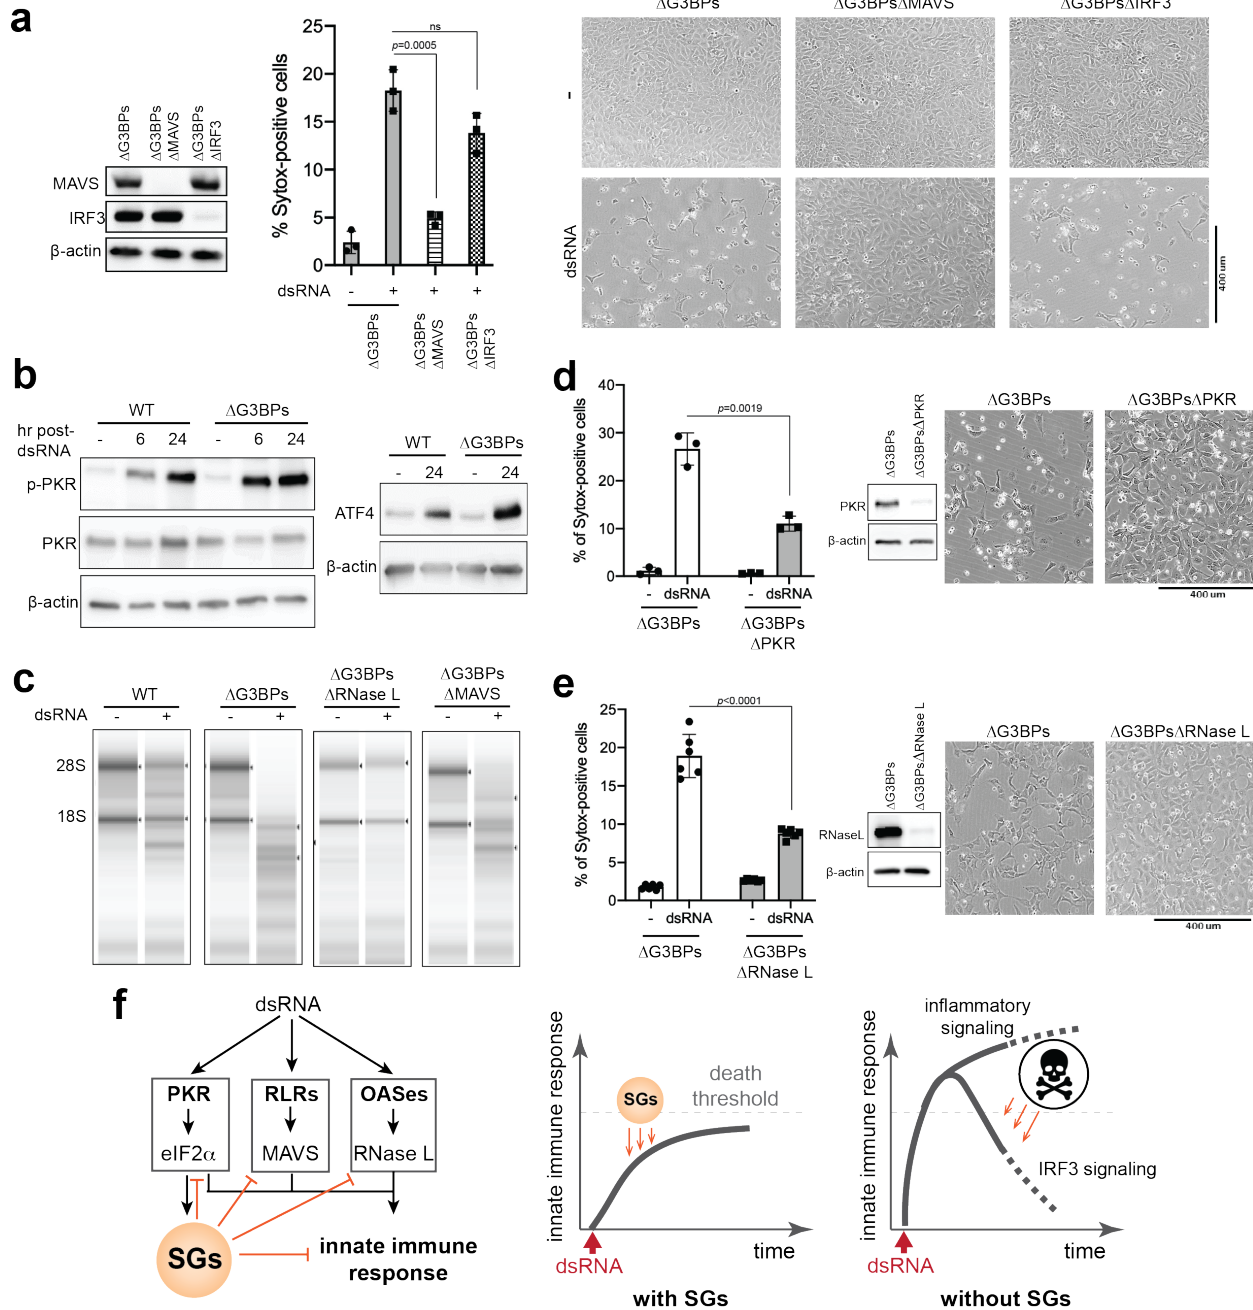 a
ΔG3BPs
ΔG3BPs
ΔMAVS
ΔG3BPs
ΔIRF3
MAVS
IRF3
β-actin
% Sytox-positive cells
25
20
15
10
5
0
ns
p=0.0005
dsRNA
-
+
+
+
ΔG3BPs
ΔG3BPs
ΔMAVS
ΔG3BPs
ΔIRF3
ΔG3BPs
ΔG3BPsΔMAVS
ΔG3BPsΔIRF3
-
dsRNA
400 um
b
WT
ΔG3BPs
hr post-
dsRNA
-
6
24
-
6
24
p-PKR
PKR
β-actin
WT
ΔG3BPs
-
24
-
24
ATF4
β-actin
d
% of Sytox-positive cells
40
30
20
10
0
p=0.0019
-
dsRNA
-
dsRNA
ΔG3BPs
ΔG3BPs
ΔPKR
ΔG3BPs
ΔG3BPsΔPKR
PKR
β-actin
ΔG3BPs
ΔG3BPsΔPKR
400 um
c
WT
ΔG3BPs
ΔG3BPs
ΔRNase L
ΔG3BPs
ΔMAVS
dsRNA
-
+
-
+
-
+
-
+
28S
18S
e
% of Sytox-positive cells
25
20
15
10
5
0
p<0.0001
-
dsRNA
-
dsRNA
ΔG3BPs
ΔG3BPs
ΔRNase L
ΔG3BPs
ΔG3BPsΔRNase L
RNaseL
β-actin
ΔG3BPs
ΔG3BPsΔRNase L
400 um
f
dsRNA
PKR
eIF2α
RLRs
MAVS
OASes
RNase L
SGs
innate immune
response
innate immune response
SGs
death
threshold
time
dsRNA
with SGs
innate immune response
inflammatory
signaling
IRF3 signaling
time
dsRNA
without SGs